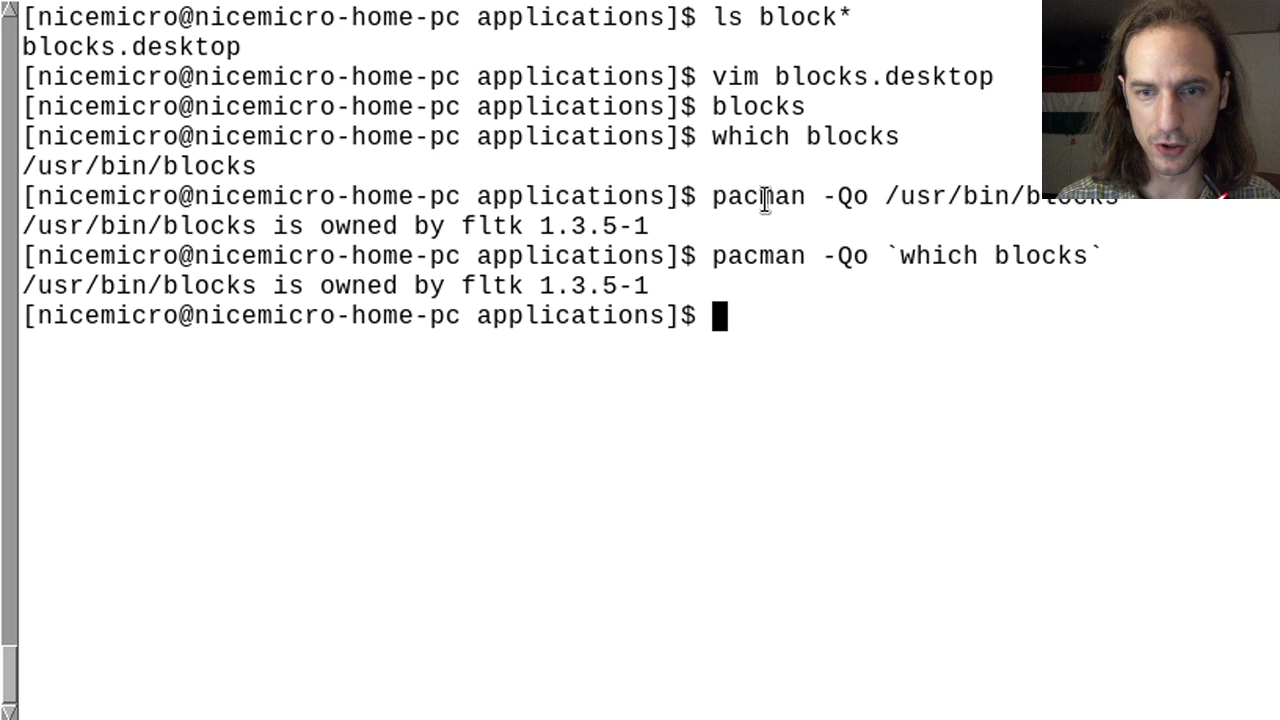 [nicemicro@nicemicro-home-pc applications]$ ls block*
blocks.desktop
[nicemicro@nicemicro-home-pc applications]$ vim blocks.desktop
[nicemicro@nicemicro-home-pc applications]$ blocks
[nicemicro@nicemicro-home-pc applications]$ which blocks
/usr/bin/blocks
[nicemicro@nicemicro-home-pc applications]$ pacman -Qo /usr/bin/blocks
/usr/bin/blocks is owned by fltk 1.3.5-1
[nicemicro@nicemicro-home-pc applications]$ pacman -Qo `which blocks`
/usr/bin/blocks is owned by fltk 1.3.5-1
[nicemicro@nicemicro-home-pc applications]$